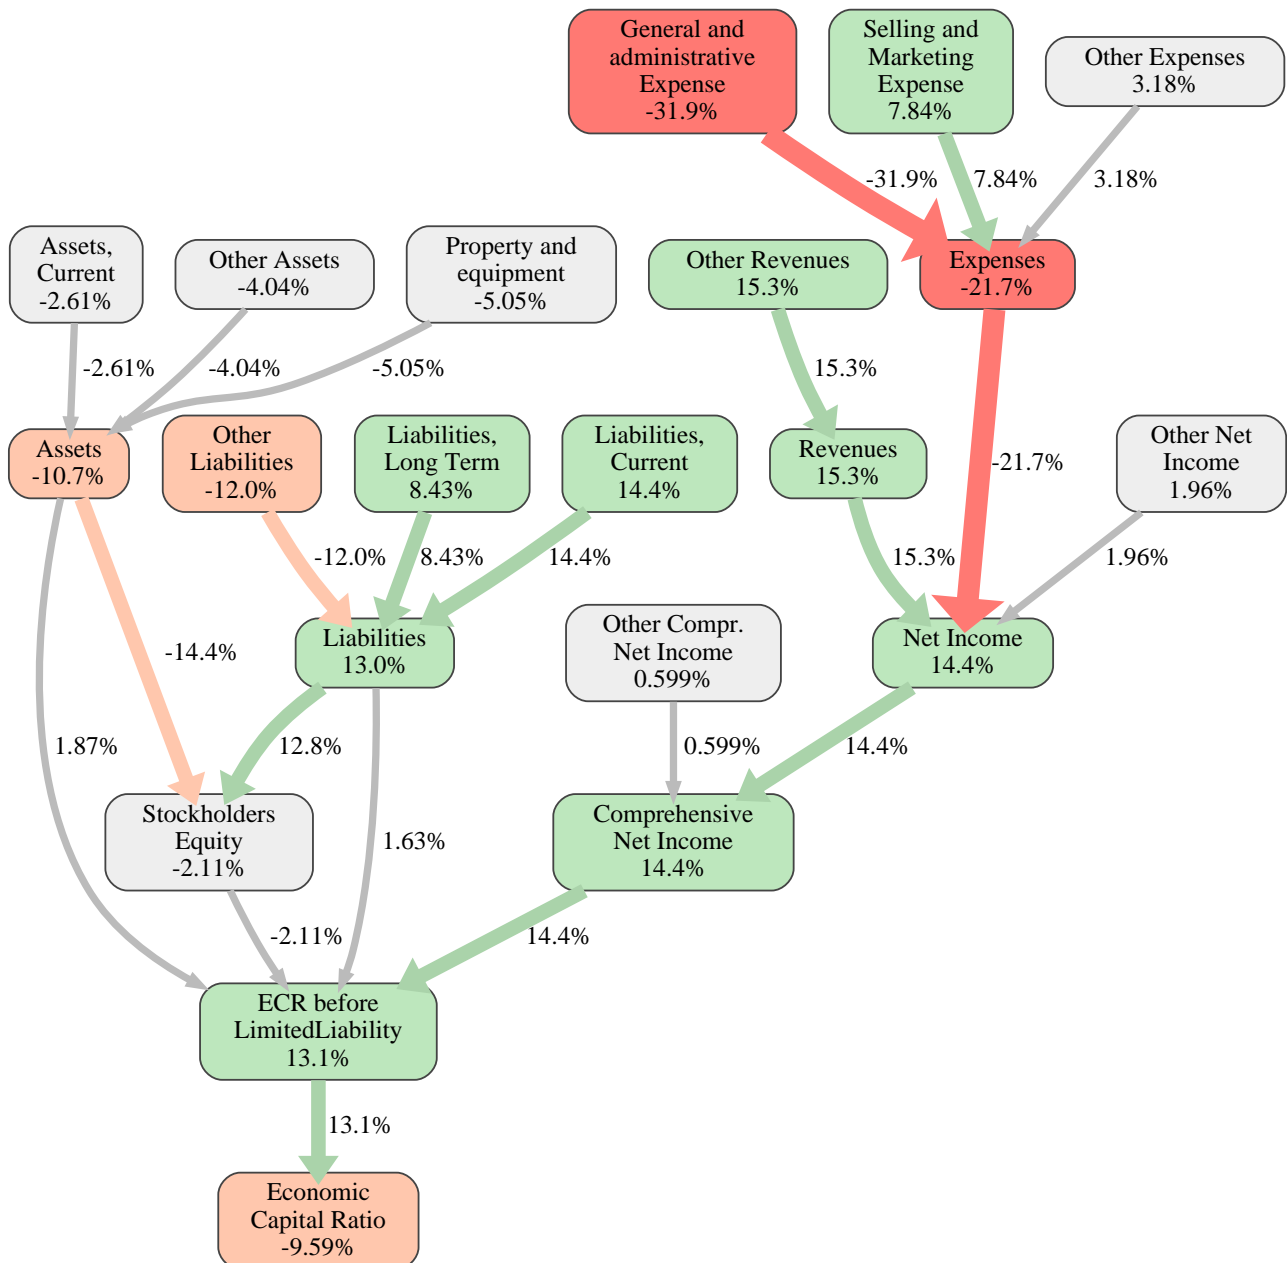 General and
administrative
Expense
-31.9%
Selling and
Marketing
Expense
7.84%
Other Expenses
3.18%
-31.9%
7.84%
3.18%
Assets,
Current
-2.61%
Other Assets
-4.04%
Property and
equipment
-5.05%
Other Revenues
15.3%
Expenses
-21.7%
-2.61%
-4.04%
-5.05%
15.3%
Assets
-10.7%
Other
Liabilities
-12.0%
Liabilities,
Long Term
8.43%
Liabilities,
Current
14.4%
Revenues
15.3%
-21.7%
Other Net
Income
1.96%
-12.0%
8.43%
14.4%
15.3%
1.96%
-14.4%
Liabilities
13.0%
Other Compr.
Net Income
0.599%
Net Income
14.4%
1.87%
12.8%
0.599%
14.4%
Stockholders
Equity
-2.11%
1.63%
Comprehensive
Net Income
14.4%
-2.11%
14.4%
ECR before
LimitedLiability
13.1%
13.1%
Economic
Capital Ratio
-9.59%